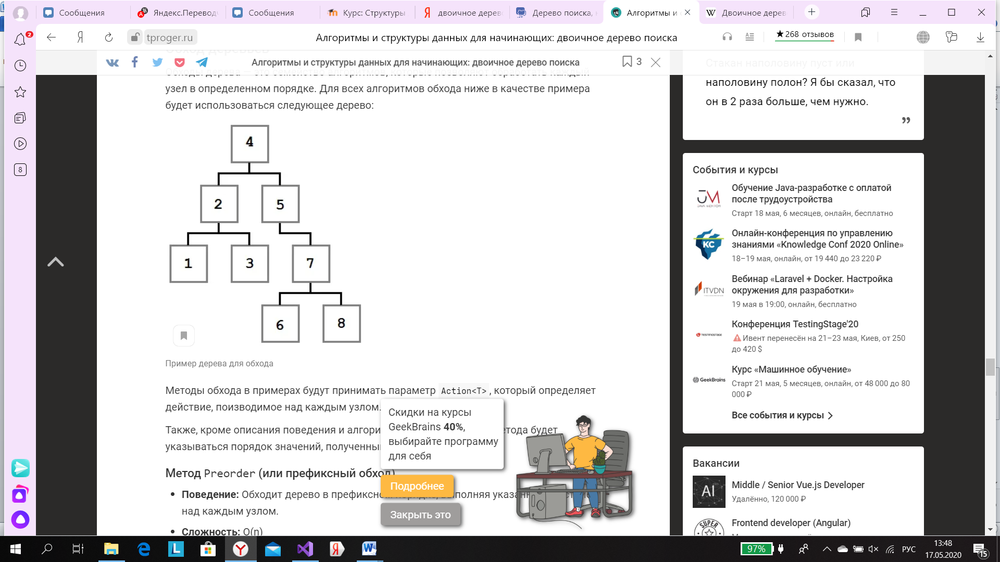 Сообщения
Яндекс.Перевод
Сообщения
Курс: Структуры
двоичное дерев
Дерево поиска,
Алгоритмы и
Двоичное дерев
2
8
tproger.ru
Алгоритмы и структуры данных для начинающих: двоичное дерево поиска
★268 отзывов
Обход деревьев
Алгоритмы и структуры данных для начинающих: двоичное дерево поиска
3
Обходы дерева — это семейство алгоритмов, которые позволяют обработать каждый
узел в определенном порядке. Для всех алгоритмов обхода ниже в качестве примера
будет использоваться следующее дерево:
4
2
5
1
3
7
6
8
Пример дерева для обхода
Методы обхода в примерах будут принимать параметр Action<T>, который определяет
действие, поизводимое над каждым узлом.
Также, кроме описания поведения и алгори
етода будет
указываться порядок значений, полученны
Метод Preorder (или префиксный обход)
• Поведение: Обходит дерево в префиксн
полняя указан
над каждым узлом.
• Сложность: O(n)
Скидки на курсы
GeekBrains 40%,
выбирайте программу
для себя
Подробнее
Закрыть это
Стакан наполовину пуст или
наполовину полон? Я бы сказал, что
он в 2 раза больше, чем нужно.
”
События и курсы
JM
JAVA MENTOR
Обучение Java-разработке с оплатой
после трудоустройства
Старт 18 мая, 6 месяцев, онлайн, бесплатно
KC
Онлайн-конференция по управлению
знаниями «Knowledge Conf 2020 Online»
18–19 мая, онлайн, от 19 440 до 23 220 ₽
ITVDN
Вебинар «Laravel + Docker. Настройка
окружения для разработки»
19 мая в 19:00, онлайн, бесплатно
TESTINGSTAGE
Конференция TestingStage'20
Ивент перенесён на 21–23 мая, Киев, от 250
до 420 $
GeekBrains
Курс «Машинное обучение»
Старт 21 мая, 5 месяцев, онлайн, от 48 000 до 80
000 ₽
Все события и курсы
Вакансии
AI
Middle / Senior Vue.js Developer
Удалённо, 120 000 ₽
SUPER
Frontend developer (Angular)
97%
РУС
13:48
17.05.2020
15